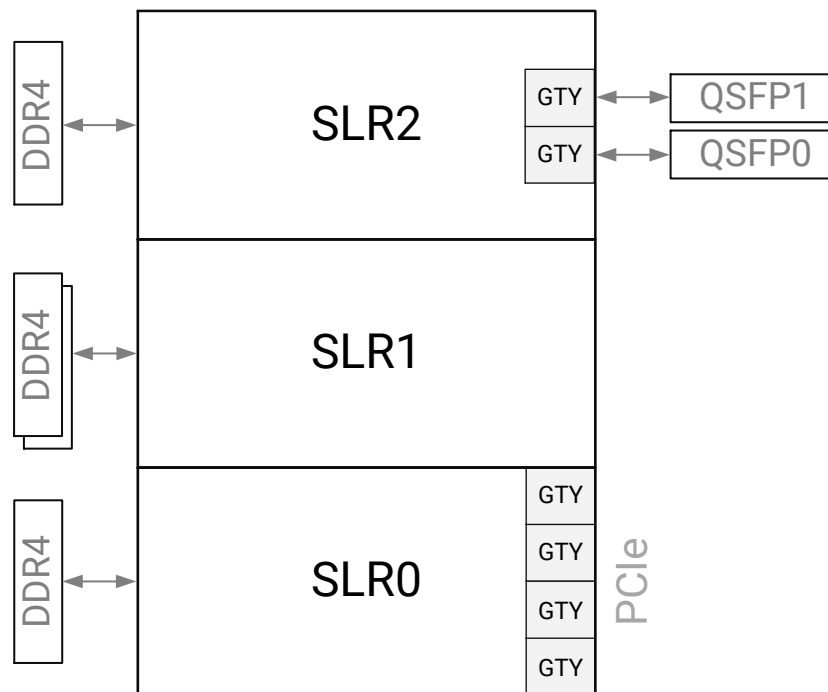 DDR4
SLR2
GTY
QSFP1
GTY
QSFP0
DDR4
SLR1
DDR4
SLR0
GTY
GTY
GTY
GTY
PCIe